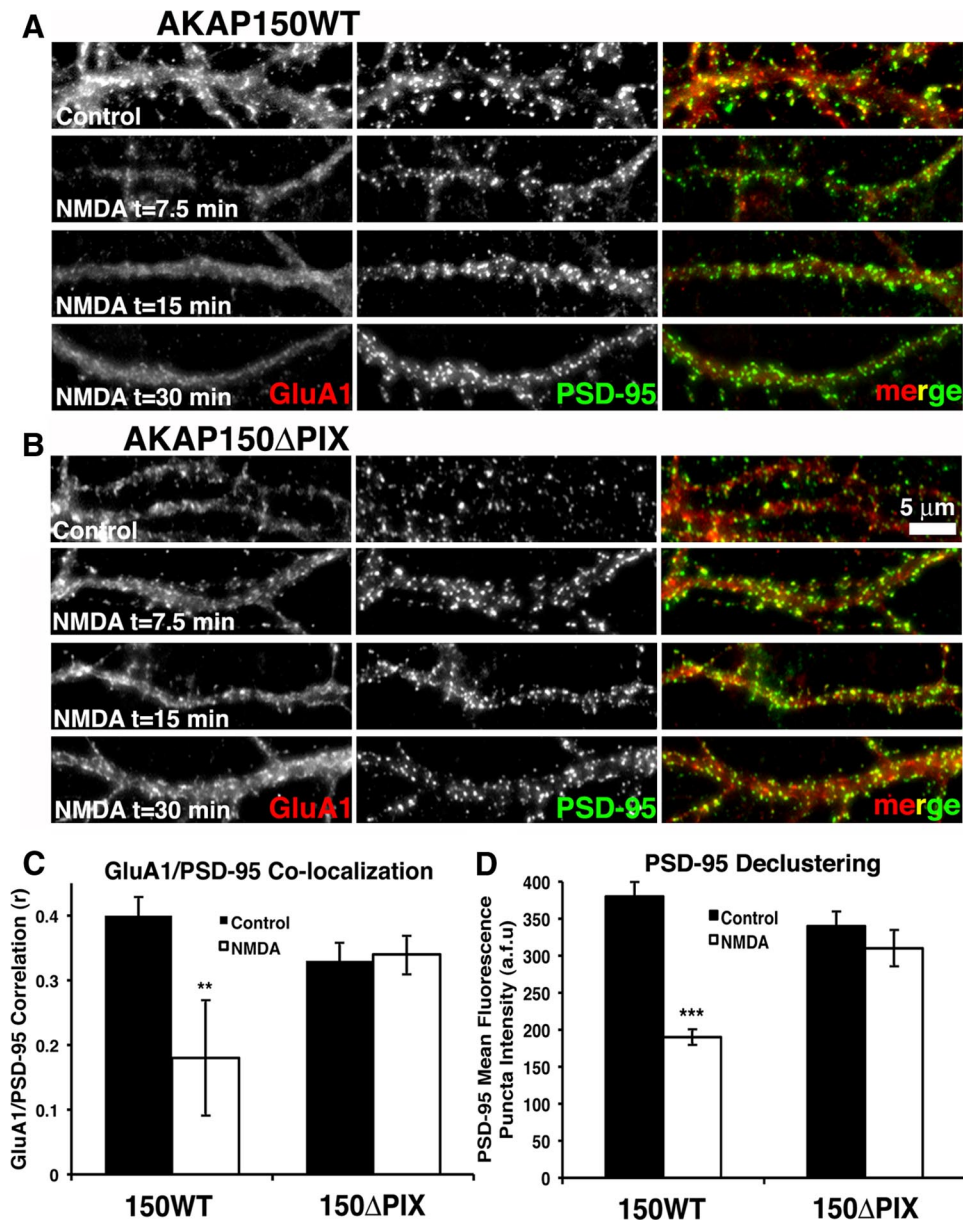 A
AKAP150WT
Control
NMDA t=7.5 min
NMDA t=15 min
NMDA t=30 min
GluA1
PSD-95
merge
B
AKAP150ΔPIX
Control
5 μm
NMDA t=7.5 min
NMDA t=15 min
NMDA t=30 min
GluA1
PSD-95
merge
C
GluA1/PSD-95 Co-localization
GluA1/PSD-95 Correlation (r)
0.4
0.3
0.2
0.1
0
Control
NMDA
**
150WT
150ΔPIX
D
PSD-95 Declustering
PSD-95 Mean Fluorescence
Puncta Intensity (a.f.u)
400
350
300
250
200
150
100
50
0
Control
NMDA
***
150WT
150ΔPIX